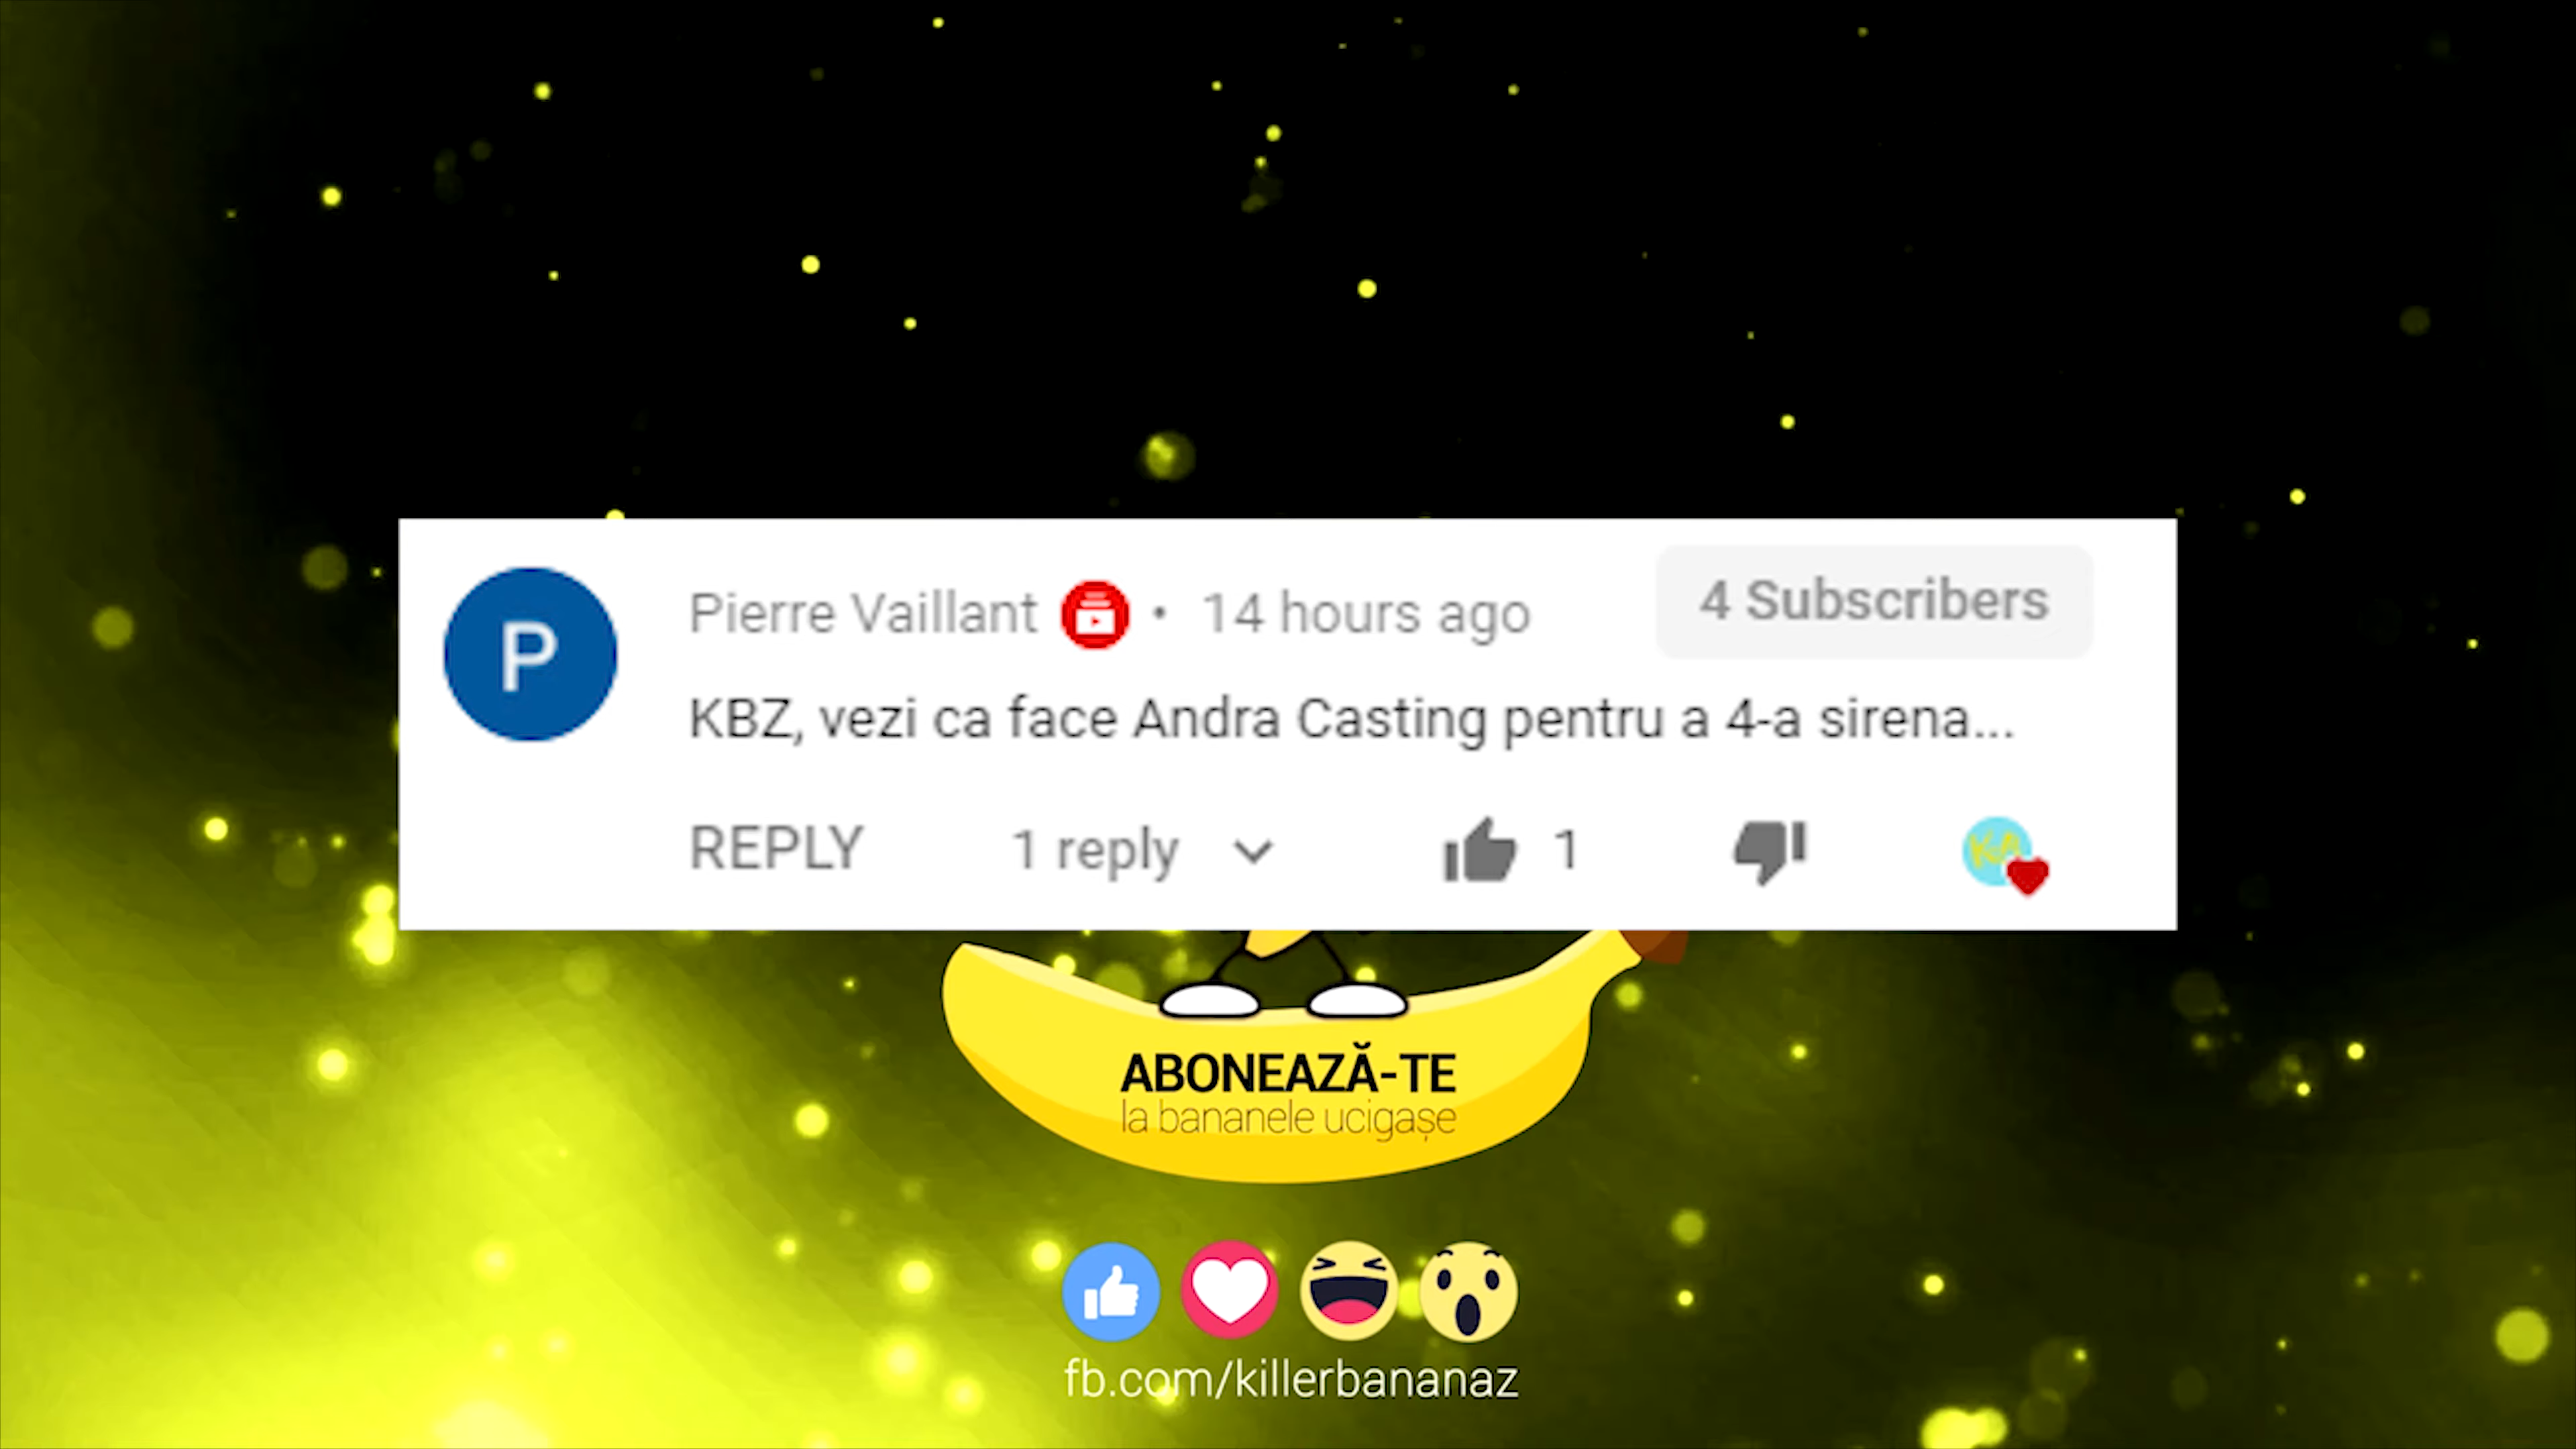 P
Pierre Vaillant • 14 hours ago
4 Subscribers
KBZ, vezi ca face Andra Casting pentru a 4-a sirena...
REPLY 1 reply 1
ABONEAZĂ-TE
la bananele ucigașe
fb.com/killerbananaz